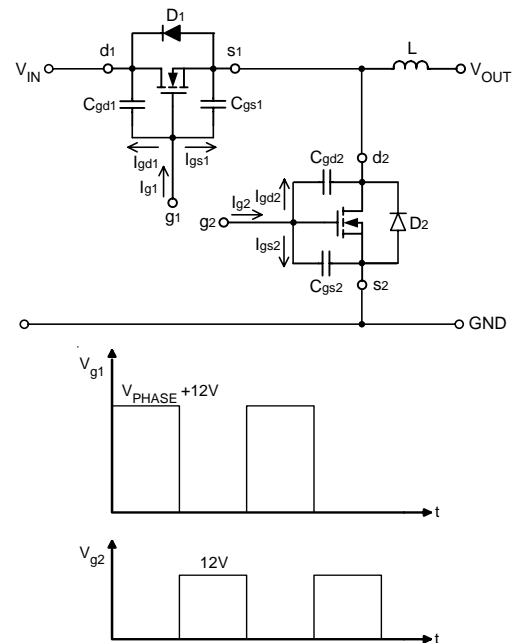 D1
d1
s1
L
VIN
VOUT
Cgd1
Cgs1
Igd1
Igs1
Ig1
g1
Cgd2
d2
Igd2
Ig2
g2
D2
Igs2
Cgs2
s2
GND
Vg1
VPHASE +12V
t
Vg2
12V
t